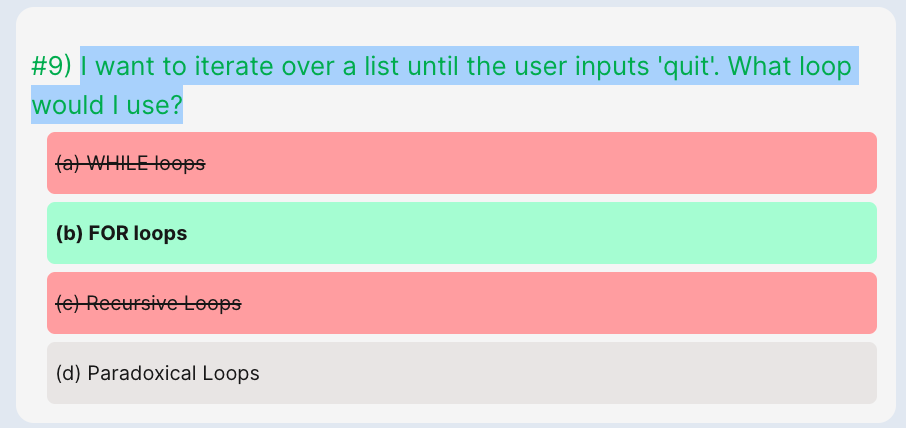 #9) I want to iterate over a list until the user inputs 'quit'. What loop
would I use?
(a) WHILE loops
(b) FOR loops
(c) Recursive Loops
(d) Paradoxical Loops